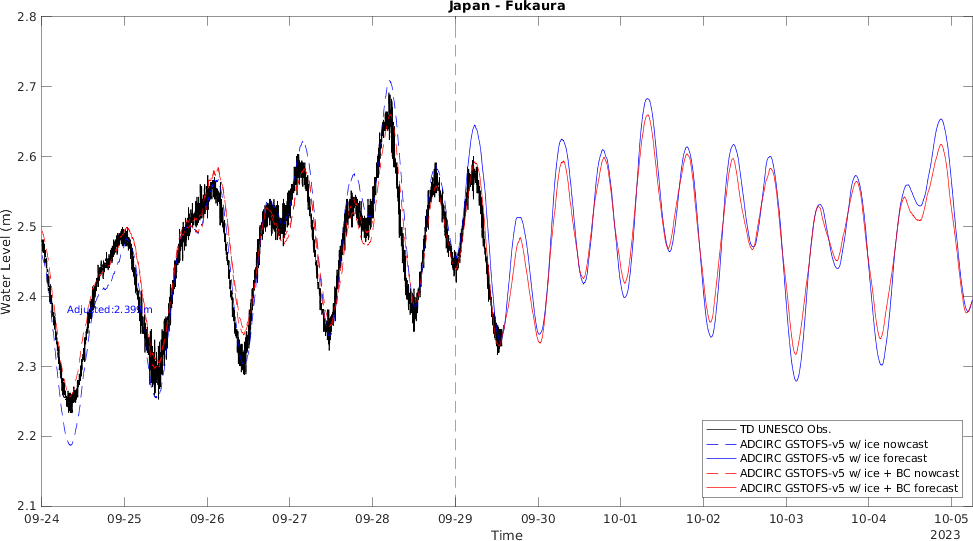 Japan - Fukaura
2.8
2.7
2.6
2.5
2.4
2.3
2.2
2.1
Water Level (m)
Adjusted:2.399m
TD UNESCO Obs.
ADCIRC GSTOFS-v5 w/ ice nowcast
ADCIRC GSTOFS-v5 w/ ice forecast
ADCIRC GSTOFS-v5 w/ ice + BC nowcast
ADCIRC GSTOFS-v5 w/ ice + BC forecast
09-24 09-25 09-26 09-27 09-28 09-29 09-30 10-01 10-02 10-03 10-04 10-05
2023
Time